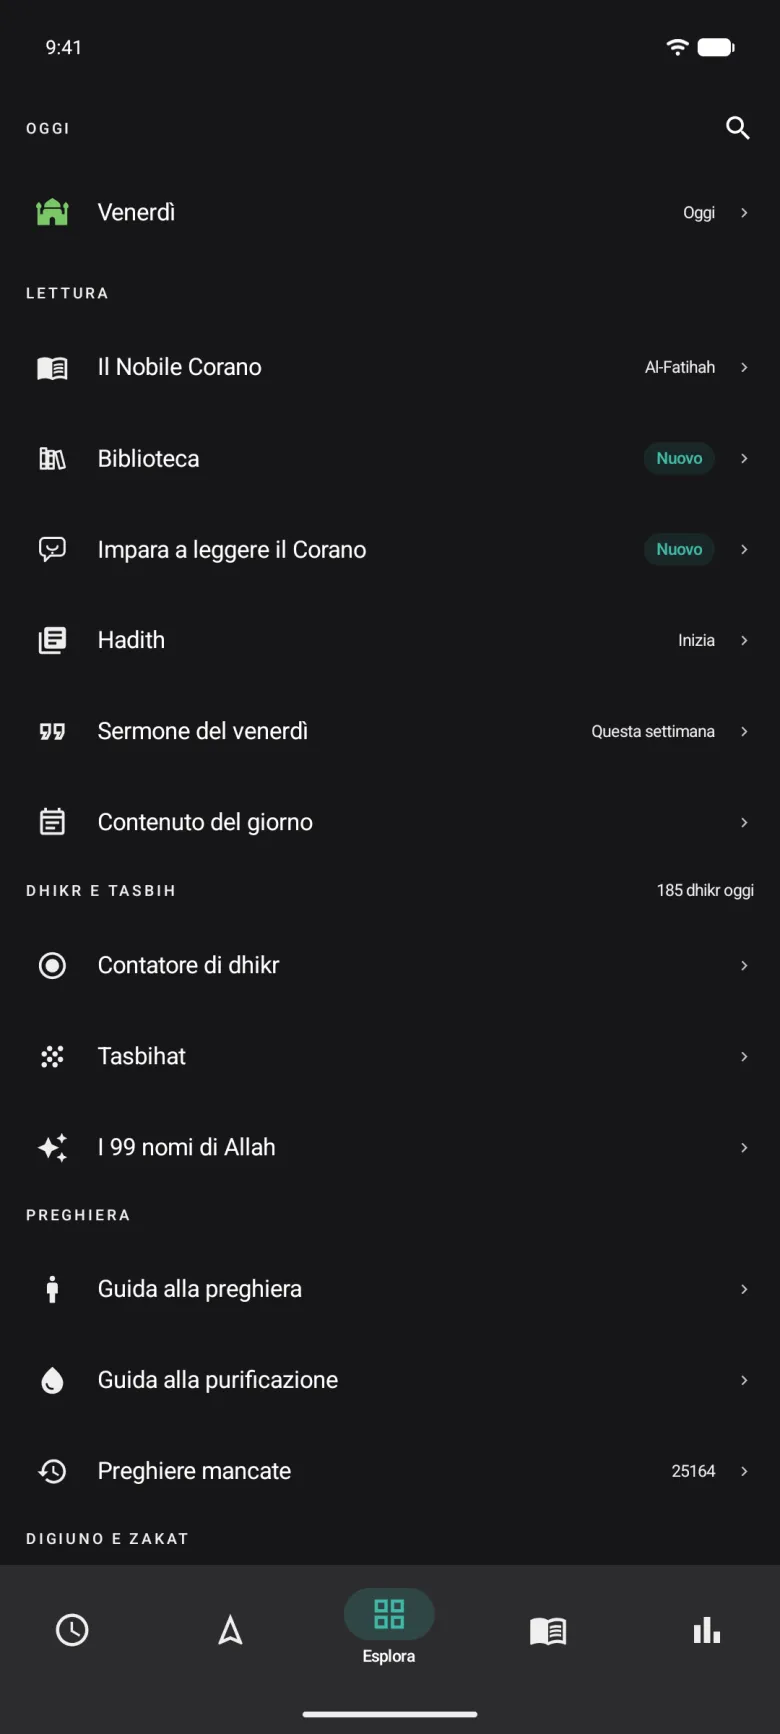 9:41
OGGI
Venerdì Oggi
LETTURA
Il Nobile Corano Al-Fatihah
Biblioteca Nuovo
Impara a leggere il Corano Nuovo
Hadith Inizia
Sermone del venerdì Questa settimana
Contenuto del giorno
DHIKR E TASBIH 185 dhikr oggi
Contatore di dhikr
Tasbihat
I 99 nomi di Allah
PREGHIERA
Guida alla preghiera
Guida alla purificazione
Preghiere mancate 25164
DIGIUNO E ZAKAT
Esplora